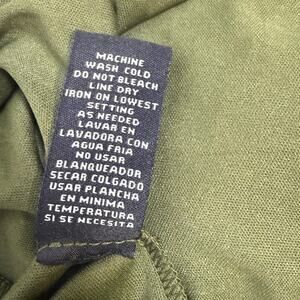 MACHINE
WASH COLD
DO NOT BLEACH
LINE DRY
IRON ON LOWEST
SETTING
AS NEEDED
LAVAR EN
LAVADORA CON
AGUA FRIA
NO USAR
BLANQUEADOR
SECAR COLGADO
USAR PLANCHA
EN MINIMA
TEMPERATURA
SI SE NECESITA